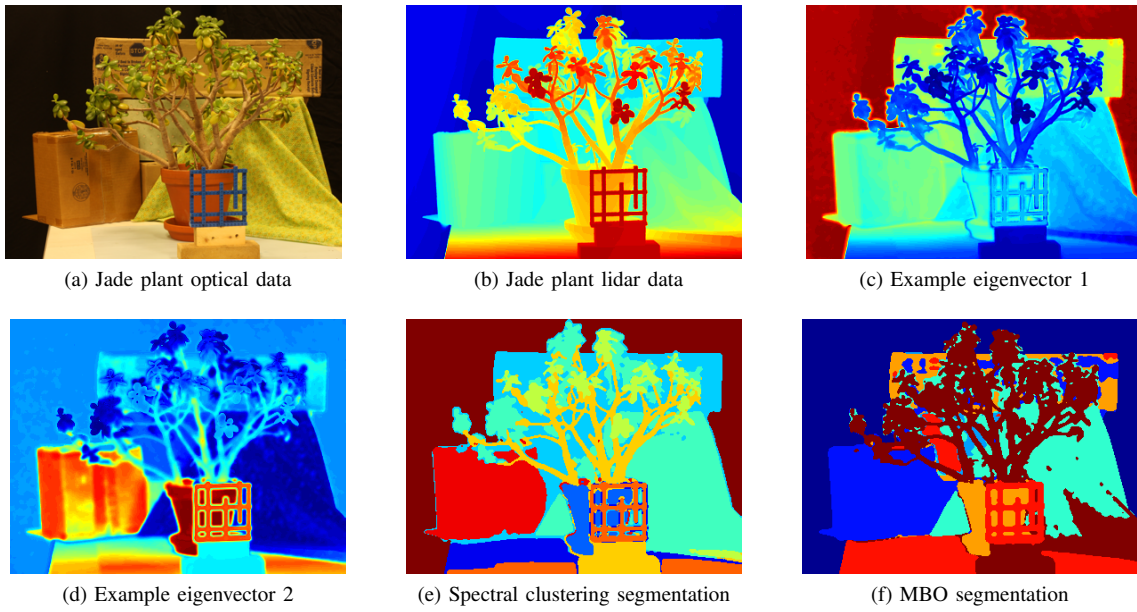 (a) Jade plant optical data
(b) Jade plant lidar data
(c) Example eigenvector 1
(d) Example eigenvector 2
(e) Spectral clustering segmentation
(f) MBO segmentation